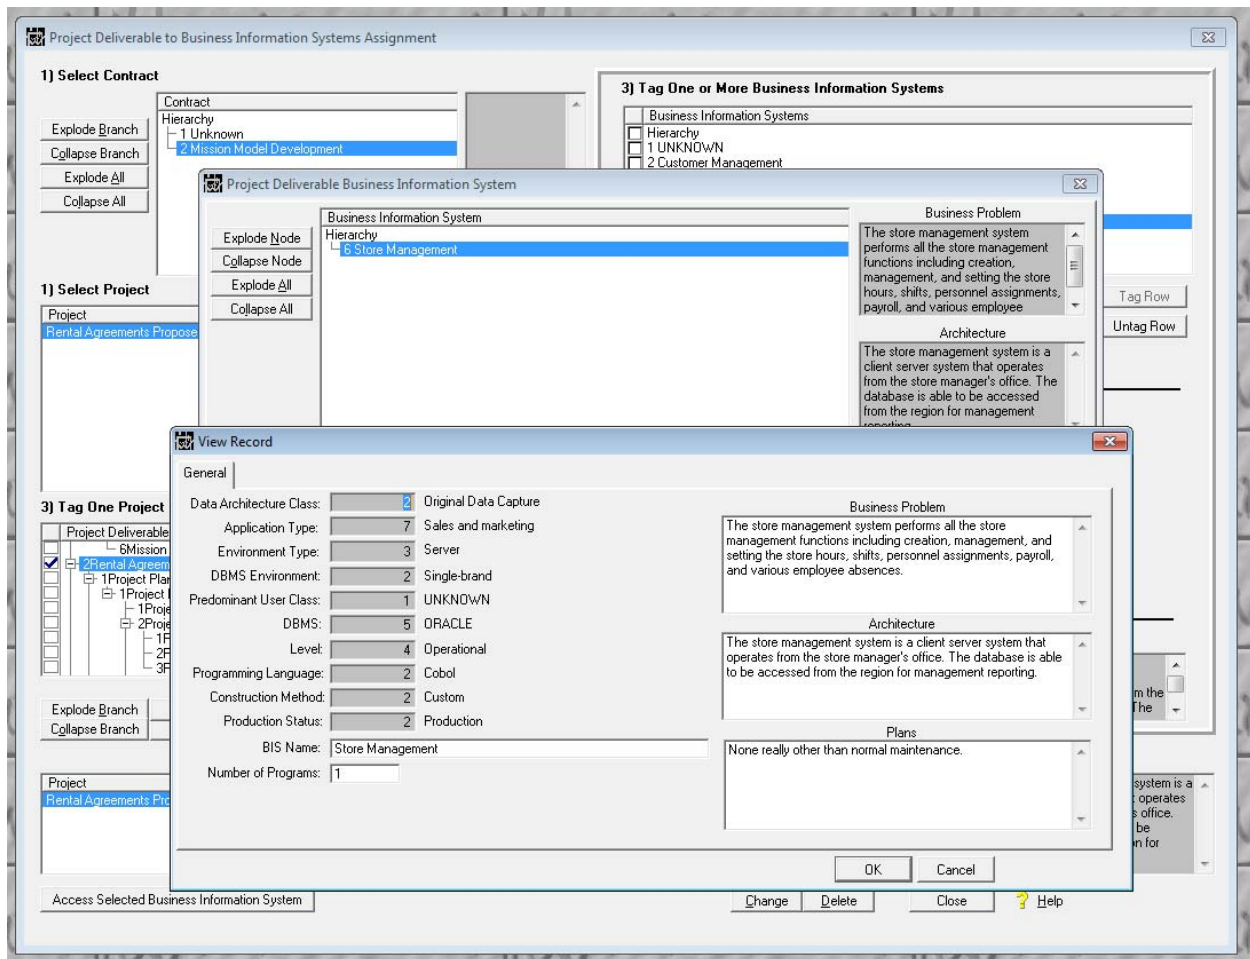 Project Deliverable to Business Information Systems Assignment
1) Select Contract
Explode Branch
Collapse Branch
Explode All
Collapse All
Contract
Hierarchy
1 Unknown
2 Mission Model Development
3) Tag One or More Business Information Systems
Business Information Systems
Hierarchy
1 UNKNOWN
2 Customer Management
Tag Row
Untag Row
1) Select Project
Project
Rental Agreements Propose
Project Deliverable Business Information System
Explode Node
Collapse Node
Explode All
Collapse All
Business Information System
Hierarchy
6 Store Management
Business Problem
The store management system
performs all the store management
functions including creation,
management, and setting the store
hours, shifts, personnel assignments,
payroll, and various employee
Architecture
The store management system is a
client server system that operates
from the store manager's office. The
database is able to be accessed
from the region for management
reporting
3) Tag One Project
Project Deliverable
6Mission
2Rental Agreem
1Project Plan
1Project
1Proje
2Proje
1P
2P
3P
Explode Branch
Collapse Branch
View Record
General
Data Architecture Class: 2 Original Data Capture
Application Type: 7 Sales and marketing
Environment Type: 3 Server
DBMS Environment: 2 Single-brand
Predominant User Class: 1 UNKNOWN
DBMS: 5 ORACLE
Level: 4 Operational
Programming Language: 2 Cobol
Construction Method: 2 Custom
Production Status: 2 Production
BIS Name: Store Management
Number of Programs: 1
Business Problem
The store management system performs all the store
management functions including creation, management, and
setting the store hours, shifts, personnel assignments, payroll,
and various employee absences.
Architecture
The store management system is a client server system that
operates from the store manager's office. The database is able
to be accessed from the region for management reporting.
Plans
None really other than normal maintenance.
OK
Cancel
m the
The
Project
Rental Agreements Pro
system is a
operates
s office.
be
n for
Access Selected Business Information System
Change
Delete
Close
Help